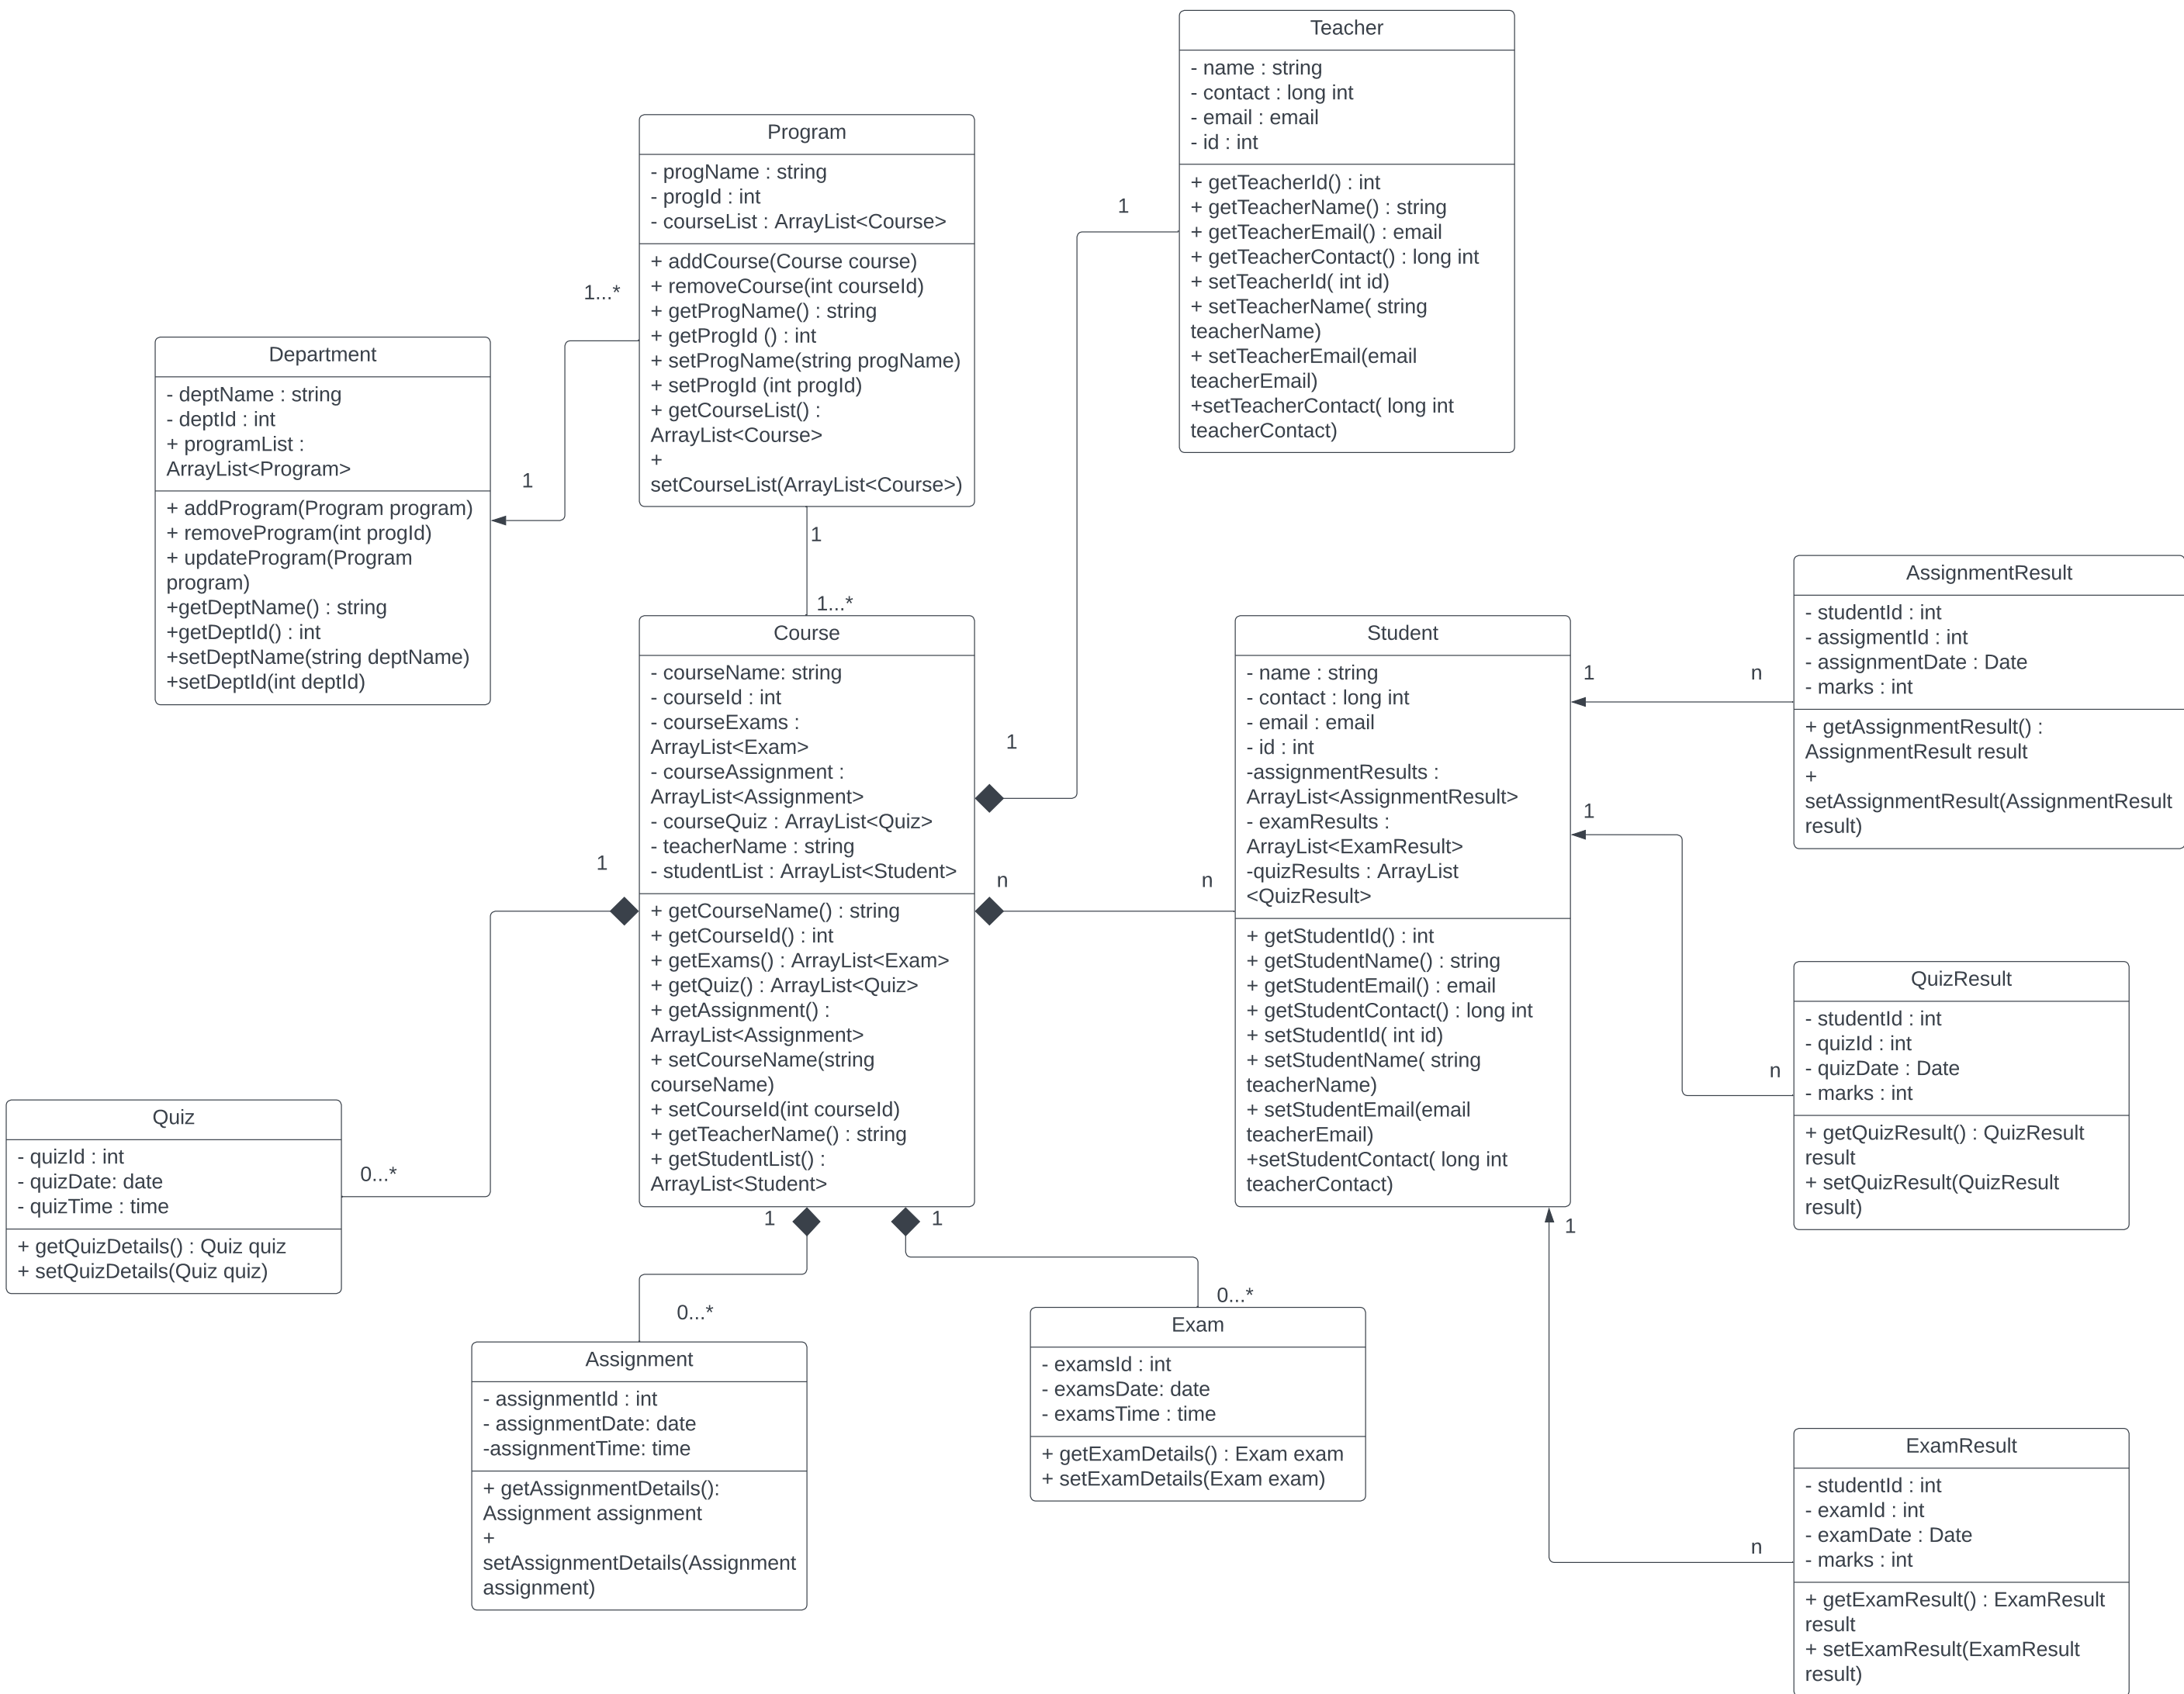 Teacher
- name : string
- contact : long int
- email : email
- id : int
+ getTeacherId() : int
+ getTeacherName() : string
+ getTeacherEmail() : email
+ getTeacherContact() : long int
+ setTeacherId( int id)
+ setTeacherName( string
teacherName)
+ setTeacherEmail(email
teacherEmail)
+setTeacherContact( long int
teacherContact)
1
Program
- progName : string
- progId : int
- courseList : ArrayList<Course>
+ addCourse(Course course)
+ removeCourse(int courseId)
+ getProgName() : string
+ getProgId () : int
+ setProgName(string progName)
+ setProgId (int progId)
+ getCourseList() :
ArrayList<Course>
+
setCourseList(ArrayList<Course>)
1...*
1
Department
- deptName : string
- deptId : int
+ programList :
ArrayList<Program>
+ addProgram(Program program)
+ removeProgram(int progId)
+ updateProgram(Program
program)
+getDeptName() : string
+getDeptId() : int
+setDeptName(string deptName)
+setDeptId(int deptId)
1
1...*
Course
- courseName: string
- courseId : int
- courseExams :
ArrayList<Exam>
- courseAssignment :
ArrayList<Assignment>
- courseQuiz : ArrayList<Quiz>
- teacherName : string
- studentList : ArrayList<Student>
+ getCourseName() : string
+ getCourseId() : int
+ getExams() : ArrayList<Exam>
+ getQuiz() : ArrayList<Quiz>
+ getAssignment() :
ArrayList<Assignment>
+ setCourseName(string
courseName)
+ setCourseId(int courseId)
+ getTeacherName() : string
+ getStudentList() :
ArrayList<Student>
1
1
n
n
Student
- name : string
- contact : long int
- email : email
- id : int
-assignmentResults :
ArrayList<AssignmentResult>
- examResults :
ArrayList<ExamResult>
-quizResults : ArrayList
<QuizResult>
+ getStudentId() : int
+ getStudentName() : string
+ getStudentEmail() : email
+ getStudentContact() : long int
+ setStudentId( int id)
+ setStudentName( string
teacherName)
+ setStudentEmail(email
teacherEmail)
+setStudentContact( long int
teacherContact)
1
n
1
n
1
n
AssignmentResult
- studentId : int
- assigmentId : int
- assignmentDate : Date
- marks : int
+ getAssignmentResult() :
AssignmentResult result
+
setAssignmentResult(AssignmentResult
result)
QuizResult
- studentId : int
- quizId : int
- quizDate : Date
- marks : int
+ getQuizResult() : QuizResult
result
+ setQuizResult(QuizResult
result)
Quiz
- quizId : int
- quizDate: date
- quizTime : time
+ getQuizDetails() : Quiz quiz
+ setQuizDetails(Quiz quiz)
0...*
1
1
0...*
0...*
Assignment
- assignmentId : int
- assignmentDate: date
-assignmentTime: time
+ getAssignmentDetails():
Assignment assignment
+
setAssignmentDetails(Assignment
assignment)
Exam
- examsId : int
- examsDate: date
- examsTime : time
+ getExamDetails() : Exam exam
+ setExamDetails(Exam exam)
ExamResult
- studentId : int
- examId : int
- examDate : Date
- marks : int
+ getExamResult() : ExamResult
result
+ setExamResult(ExamResult
result)